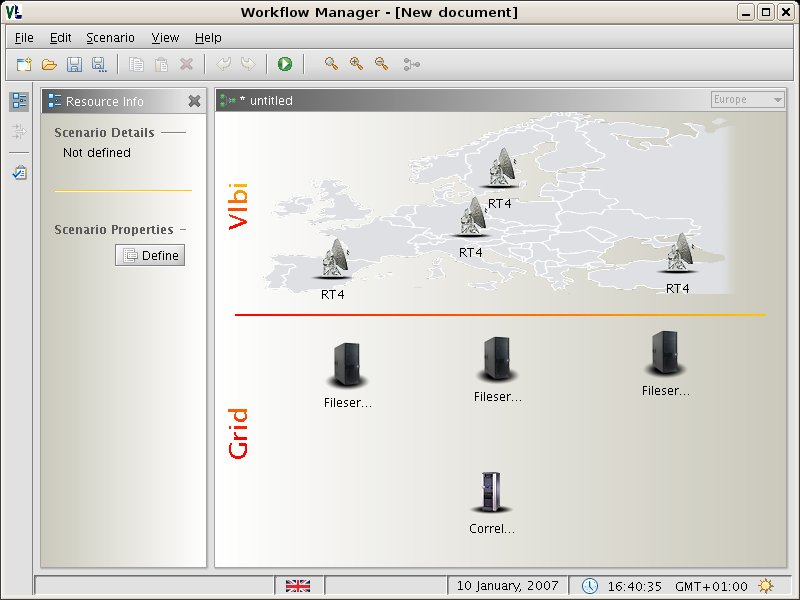 VL Workflow Manager - [New document]
File Edit Scenario View Help
Resource Info
* untitled
Europe
Scenario Details
Not defined
Scenario Properties
Define
Vlbi
RT4
RT4
RT4
RT4
Grid
Fileser...
Fileser...
Fileser...
Correl...
10 January, 2007
16:40:35 GMT+01:00